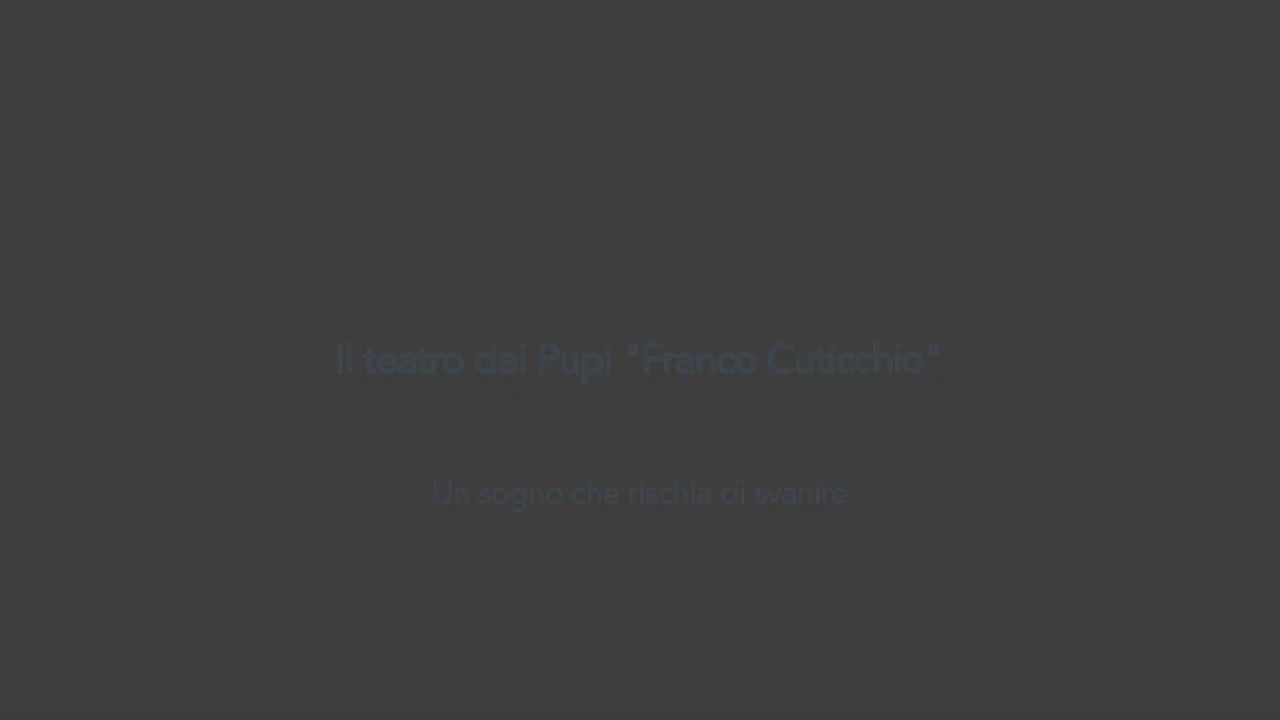 Il teatro dei Pupi "Franco Cuticchio"
Un sogno che rischia di svanire